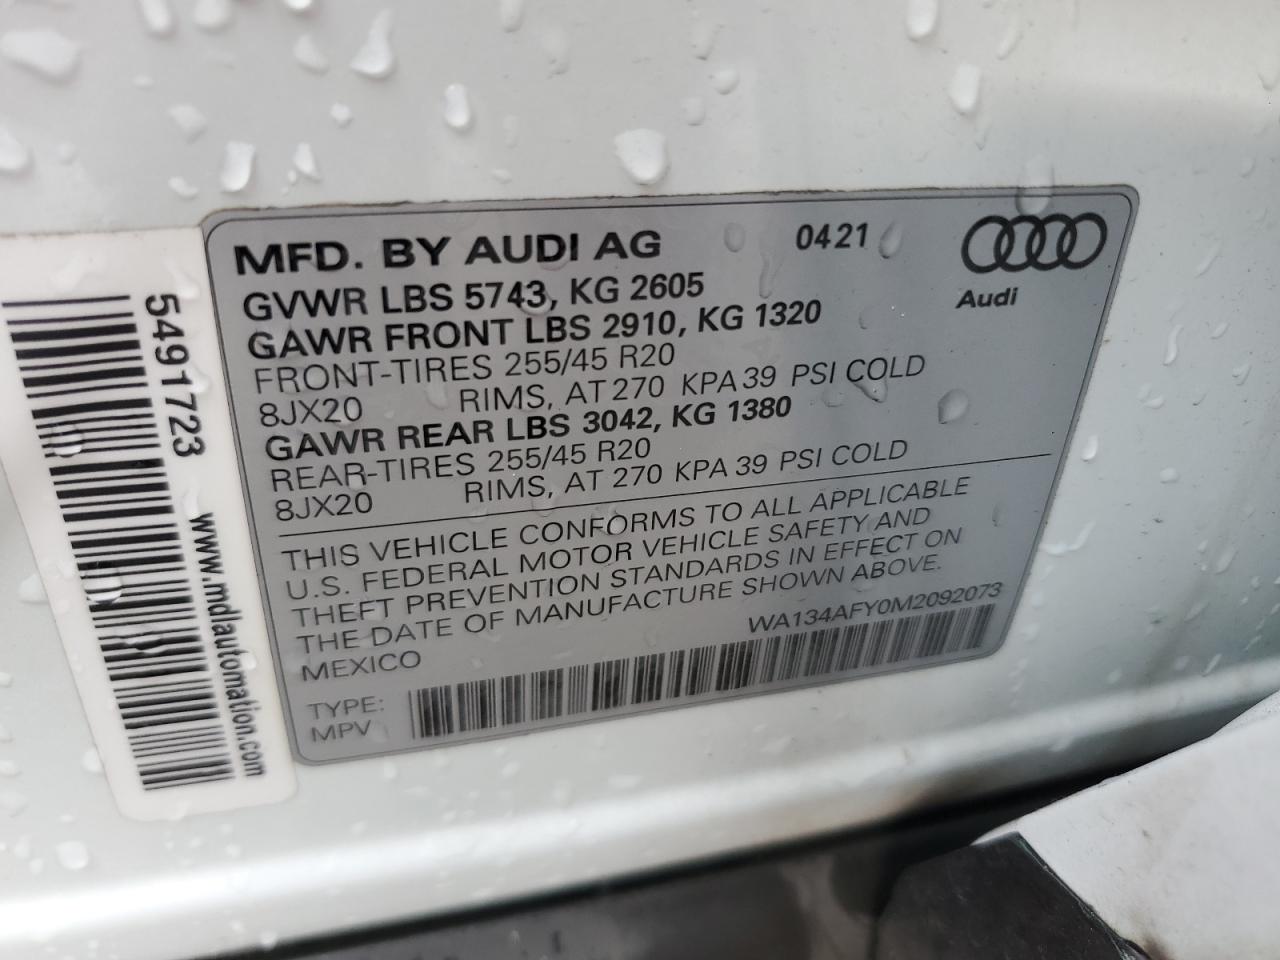 MFD. BY AUDI AG 0421
GVWR LBS 5743, KG 2605
GAWR FRONT LBS 2910, KG 1320
FRONT-TIRES 255/45 R20
8JX20 RIMS, AT 270 KPA 39 PSI COLD
GAWR REAR LBS 3042, KG 1380
REAR-TIRES 255/45 R20
8JX20 RIMS, AT 270 KPA 39 PSI COLD
Audi
THIS VEHICLE CONFORMS TO ALL APPLICABLE
U.S. FEDERAL MOTOR VEHICLE SAFETY AND
THEFT PREVENTION STANDARDS IN EFFECT ON
THE DATE OF MANUFACTURE SHOWN ABOVE.
MEXICO
WA134AFY0M2092073
TYPE:
MPV
5491723 www.mdlautomation.com